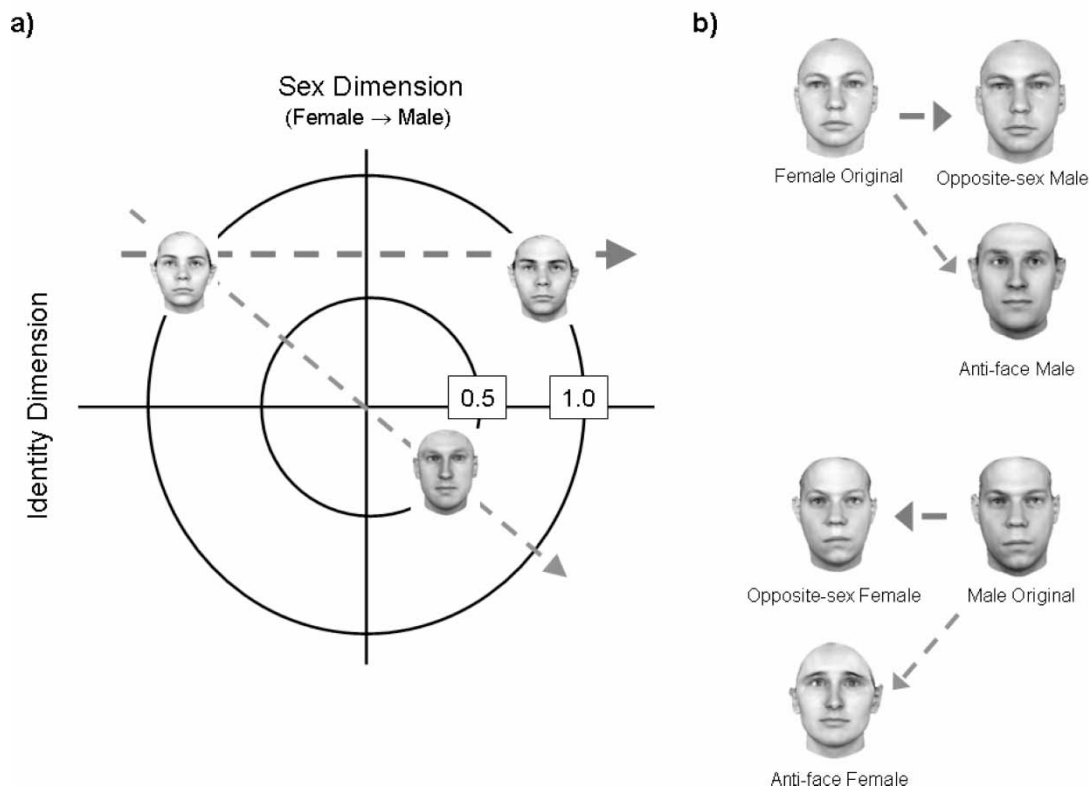 a)
Sex Dimension
(Female → Male)
Identity Dimension
0.5
1.0
b)
Female Original
Opposite-sex Male
Anti-face Male
Opposite-sex Female
Male Original
Anti-face Female